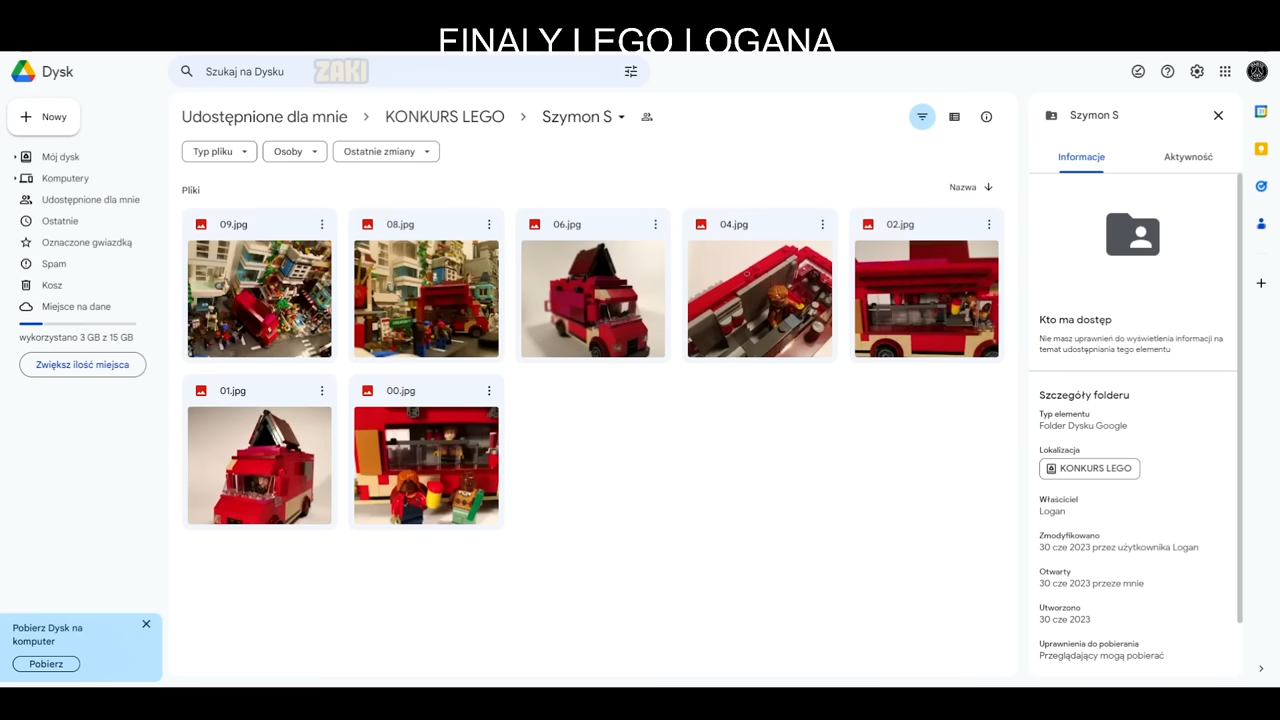 FINAŁY LEGO LOGANA
Dysk
Szukaj na Dysku
ZAKI
Nowy
Mój dysk
Komputery
Udostępnione dla mnie
Ostatnie
Oznaczone gwiazdką
Spam
Kosz
Miejsce na dane
wykorzystano 3 GB z 15 GB
Zwiększ ilość miejsca
Pobierz Dysk na
komputer
Pobierz
Udostępnione dla mnie KONKURS LEGO Szymon S
Typ pliku Osoby Ostatnie zmiany
Pliki
Nazwa
09.jpg 08.jpg 06.jpg 04.jpg 02.jpg
01.jpg 00.jpg
Szymon S
Informacje Aktywność
Kto ma dostęp
Nie masz uprawnień do wyświetlenia informacji na
temat udostępniania tego elementu
Szczegóły folderu
Typ elementu
Folder Dysku Google
Lokalizacja
KONKURS LEGO
Właściciel
Logan
Zmodyfikowano
30 cze 2023 przez użytkownika Logan
Otwarty
30 cze 2023 przeze mnie
Utworzono
30 cze 2023
Uprawnienia do pobierania
Przeglądający mogą pobierać